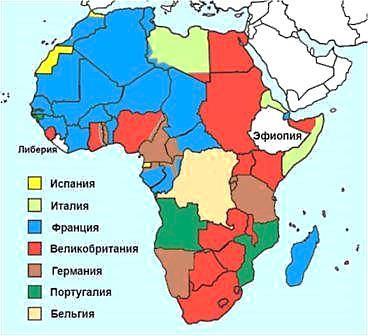 Эфиопия
Либерия
Испания
Италия
Франция
Великобритания
Германия
Португалия
Бельгия